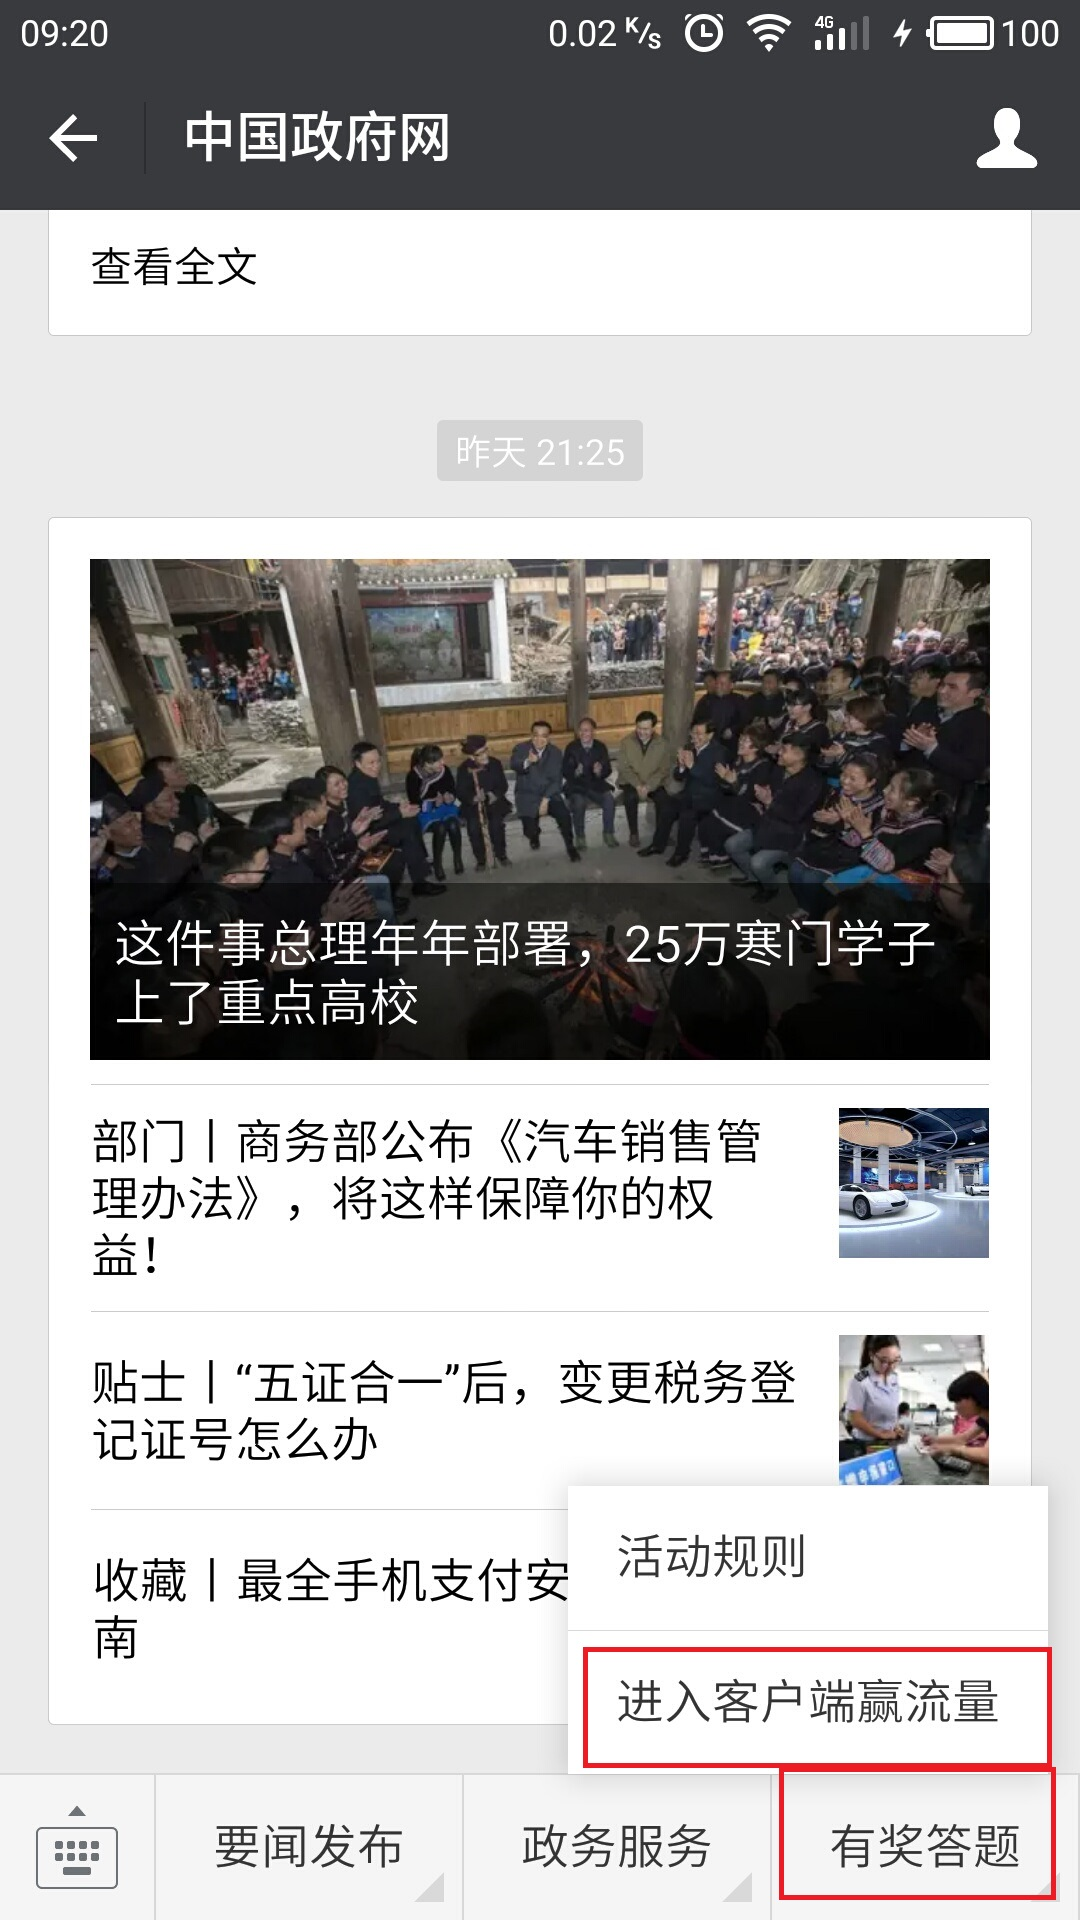 09:20
0.02 K/s
4G
100
中国政府网
查看全文
昨天 21:25
这件事总理年年部署，25万寒门学子
上了重点高校
部门丨商务部公布《汽车销售管
理办法》，将这样保障你的权
益！
贴士丨“五证合一”后，变更税务登
记证号怎么办
收藏丨最全手机支付安
南
活动规则
进入客户端赢流量
要闻发布
政务服务
有奖答题